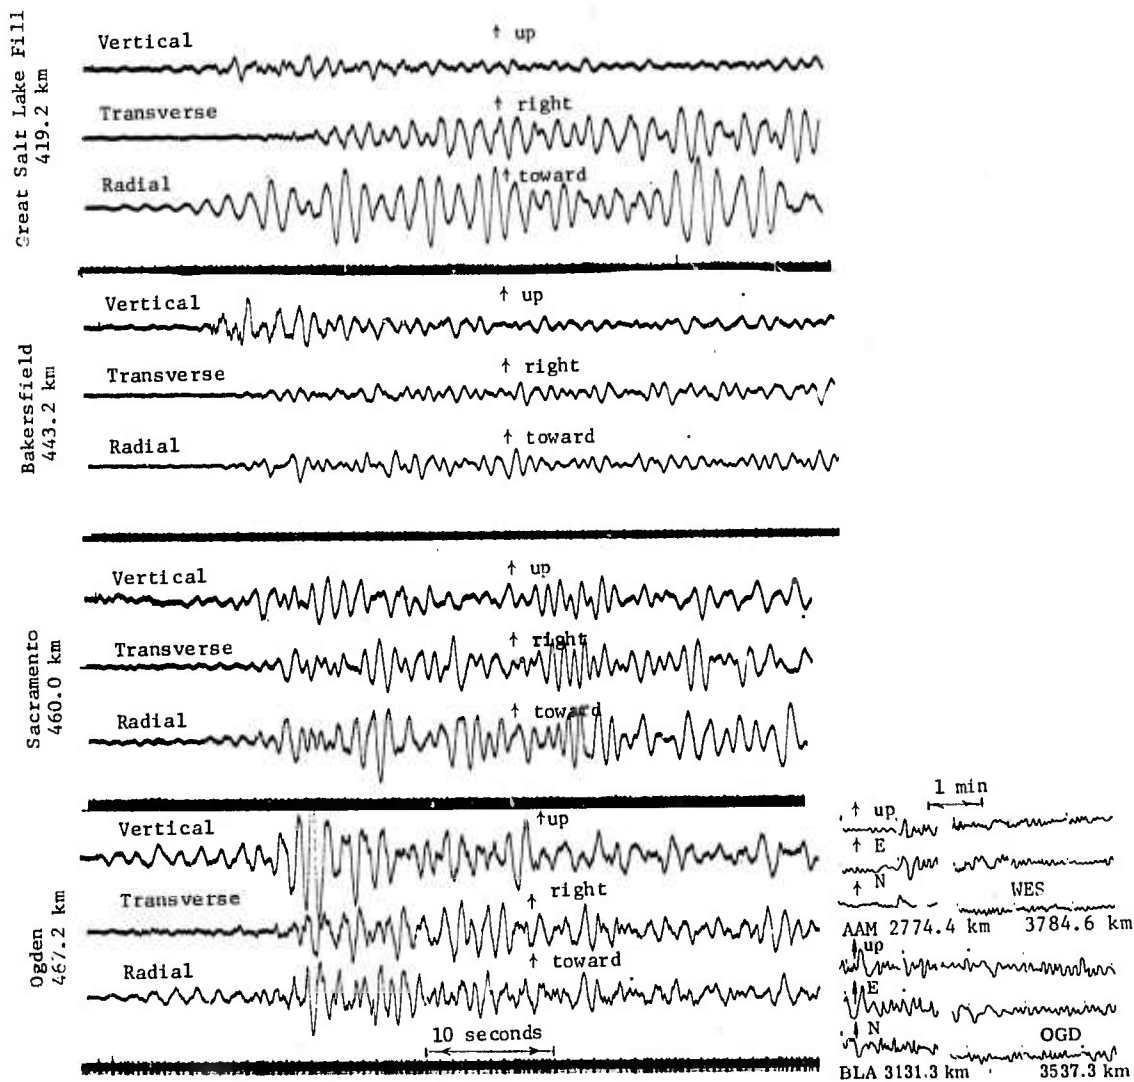 Great Salt Lake Fill
419.2 km
Vertical
↑ up
Transverse
↑ right
Radial
↑ toward
Bakersfield
443.2 km
Vertical
↑ up
Transverse
↑ right
Radial
↑ toward
Sacramento
460.0 km
Vertical
↑ up
Transverse
↑ right
Radial
↑ toward
Ogden
467.2 km
Vertical
↑up
Transverse
right
↑
Radial
↑ toward
10 seconds
1 min
↑ up
↑ E
↑ N
WES
AAM 2774.4 km 3784.6 km
↑up
↑E
↑ N
OGD
BLA 3131.3 km 3537.3 km